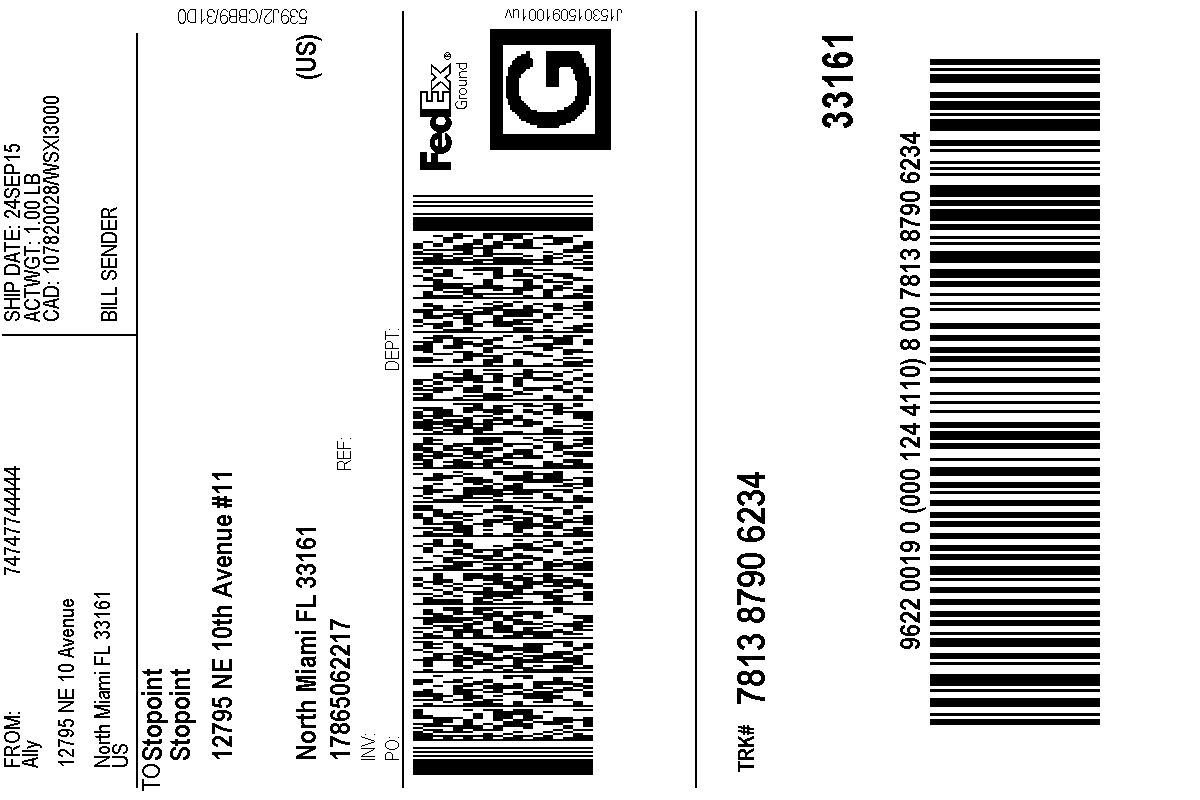 FROM:
Ally
74747744444
12795 NE 10 Avenue
North Miami FL 33161
US
SHIP DATE: 24SEP15
ACTWGT: 1.00 LB
CAD: 107820028/WSXI3000
BILL SENDER
TO Stopoint
Stopoint
12795 NE 10th Avenue #11
North Miami FL 33161
(US)
17865062217
INV:
REF:
PO:
DEPT:
539J2/CBB9/31D0
FedEx®
Ground
G
J153015091001uv
TRK# 7813 8790 6234
33161
9622 0019 0 (000 124 4110) 8 00 7813 8790 6234